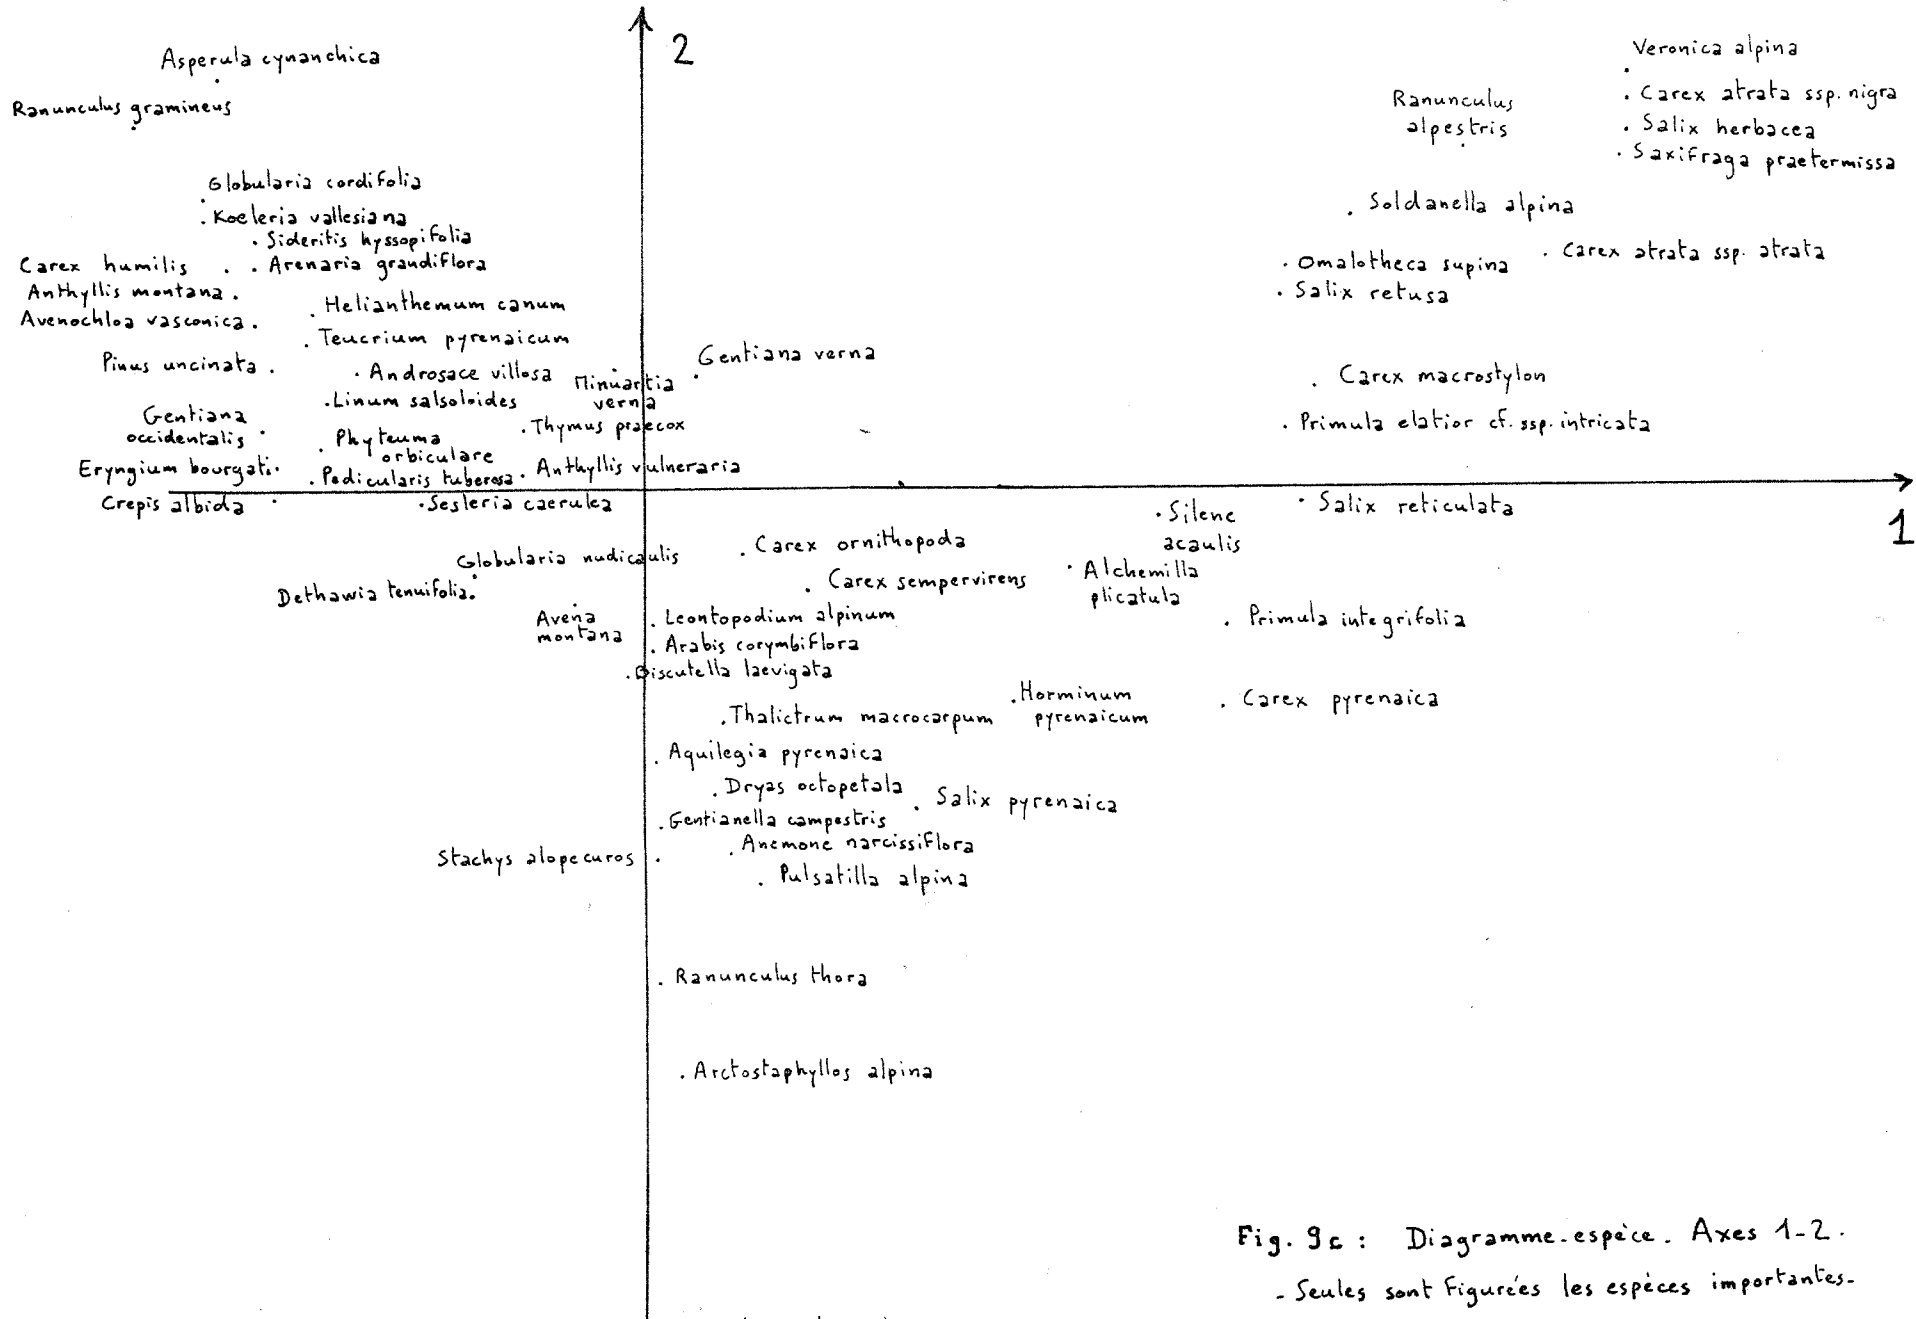 Asperula cynanchica
2
Veronica alpina
Ranunculus gramineus
Ranunculus
alpestris
Carex atrata ssp. nigra
Salix herbacea
Saxifraga praetermissa
Globularia cordifolia
Koeleria vallesiana
Sideritis hyssopifolia
Carex humilis
Arenaria grandiflora
Anthyllis montana
Avenochloa vasconica
Helianthemum canum
Teucrium pyrenaicum
Pinus uncinata
Androsace villosa
Linum salsoloides
Minuartia
verna
Gentiana verna
Thymus praecox
Gentiana
occidentalis
Phyteuma
orbiculare
Eryngium bourgati
Pedicularis tuberosa
Anthyllis vulneraria
Crepis albida
Sesleria caerulea
Soldanella alpina
Omalotheca supina
Carex atrata ssp. atrata
Salix retusa
Carex macrostylon
Primula elatior cf. ssp. intricata
Salix reticulata
1
Silene
acaulis
Globularia nudicaulis
Carex ornithopoda
Dethawia tenuifolia
Carex sempervirens
Alchemilla
plicatula
Avena
montana
Leontopodium alpinum
Primula integrifolia
Arabis corymbiflora
Biscutella laevigata
Horminum
pyrenaicum
Carex pyrenaica
Thalictrum macrocarpum
Aquilegia pyrenaica
Dryas octopetala
Salix pyrenaica
Gentianella campestris
Anemone narcissiflora
Stachys alopecuros
Pulsatilla alpina
Ranunculus thora
Arctostaphyllos alpina
Fig. 9c : Diagramme-espèce. Axes 1-2.
- Seules sont figurées les espèces importantes-